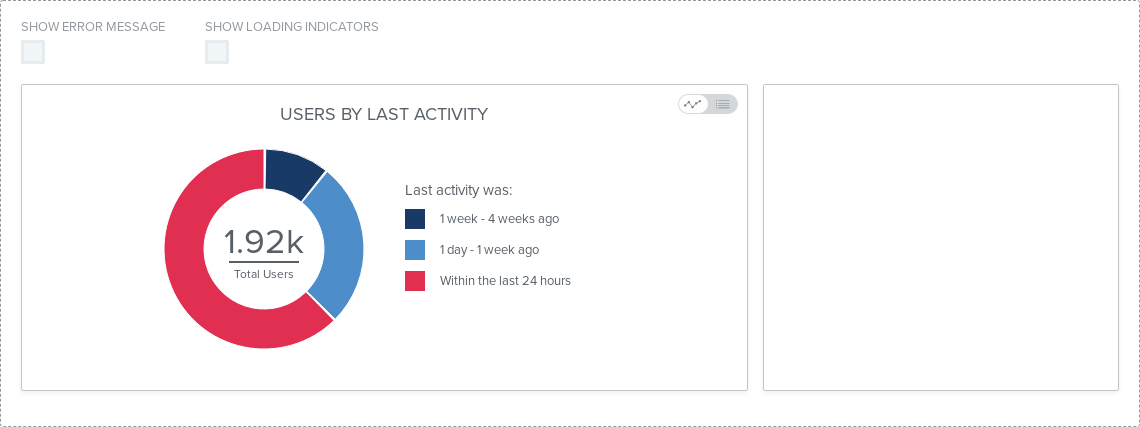 SHOW ERROR MESSAGE
SHOW LOADING INDICATORS
USERS BY LAST ACTIVITY
1.92k
Total Users
Last activity was:
1 week - 4 weeks ago
1 day - 1 week ago
Within the last 24 hours